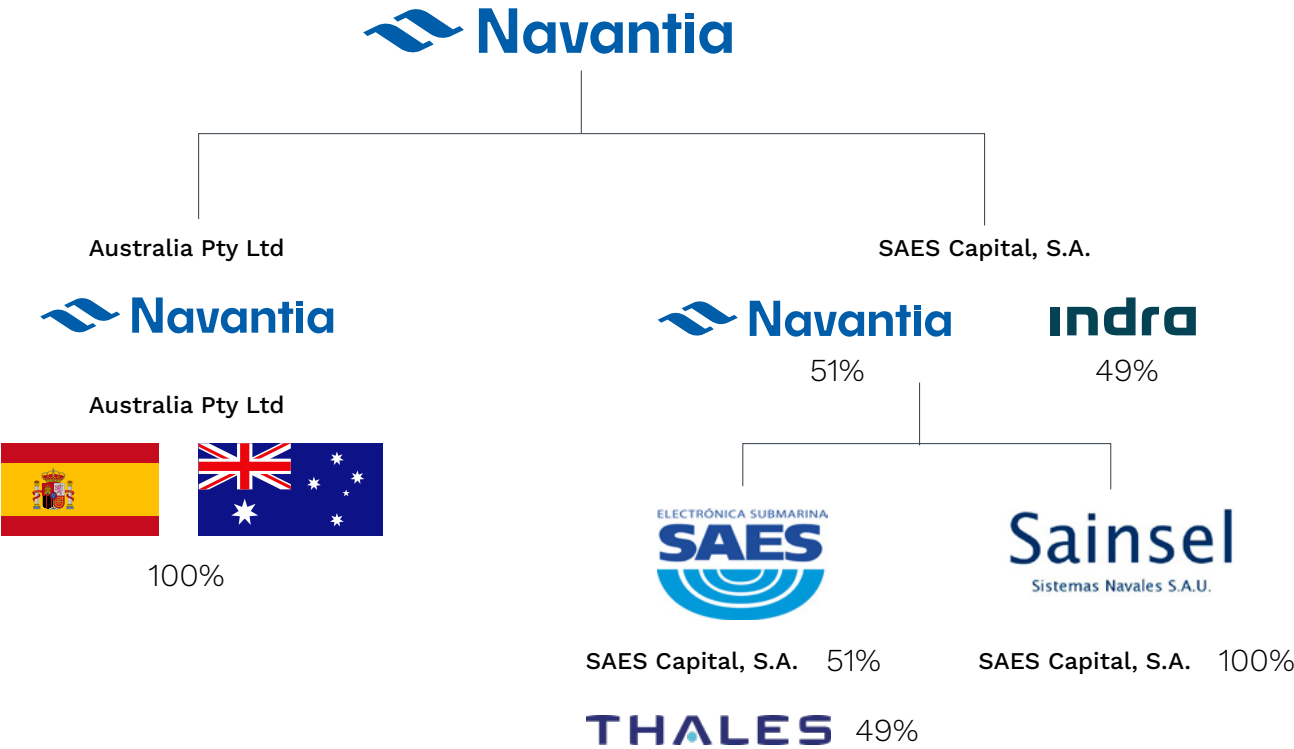 Navantia
Australia Pty Ltd
Navantia
Australia Pty Ltd
100%
SAES Capital, S.A.
Navantia
indra
51%
49%
ELECTRÓNICA SUBMARINA
SAES
SAES Capital, S.A. 51%
THALES 49%
Sainsel
Sistemas Navales S.A.U.
SAES Capital, S.A. 100%